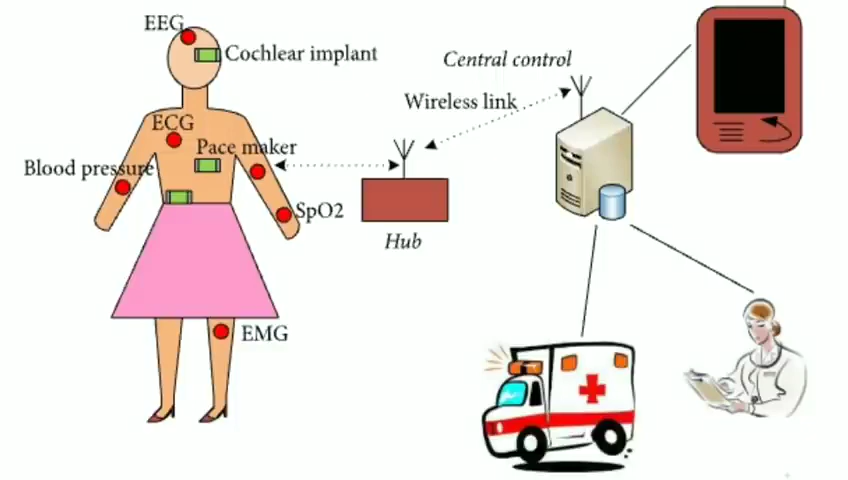 EEG
Cochlear implant
Central control
Wireless link
ECG
Pace maker
Blood pressure
SpO2
Hub
EMG